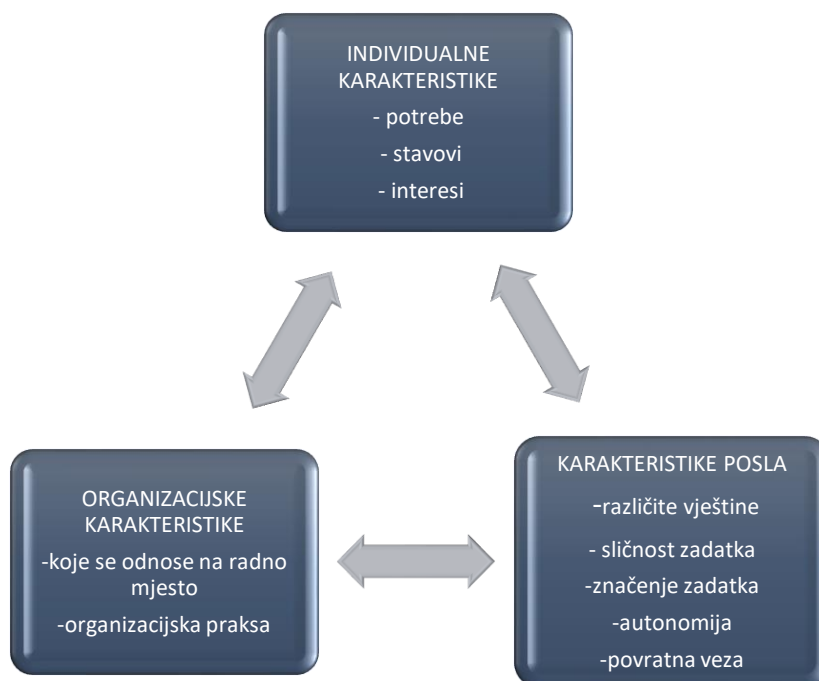 INDIVIDUALNE
KARAKTERISTIKE
- potrebe
- stavovi
- interesi
ORGANIZACIJSKE
KARAKTERISTIKE
-koje se odnose na radno
mjesto
-organizacijska praksa
KARAKTERISTIKE POSLA
-različite vještine
- sličnost zadatka
-značenje zadatka
-autonomija
-povratna veza